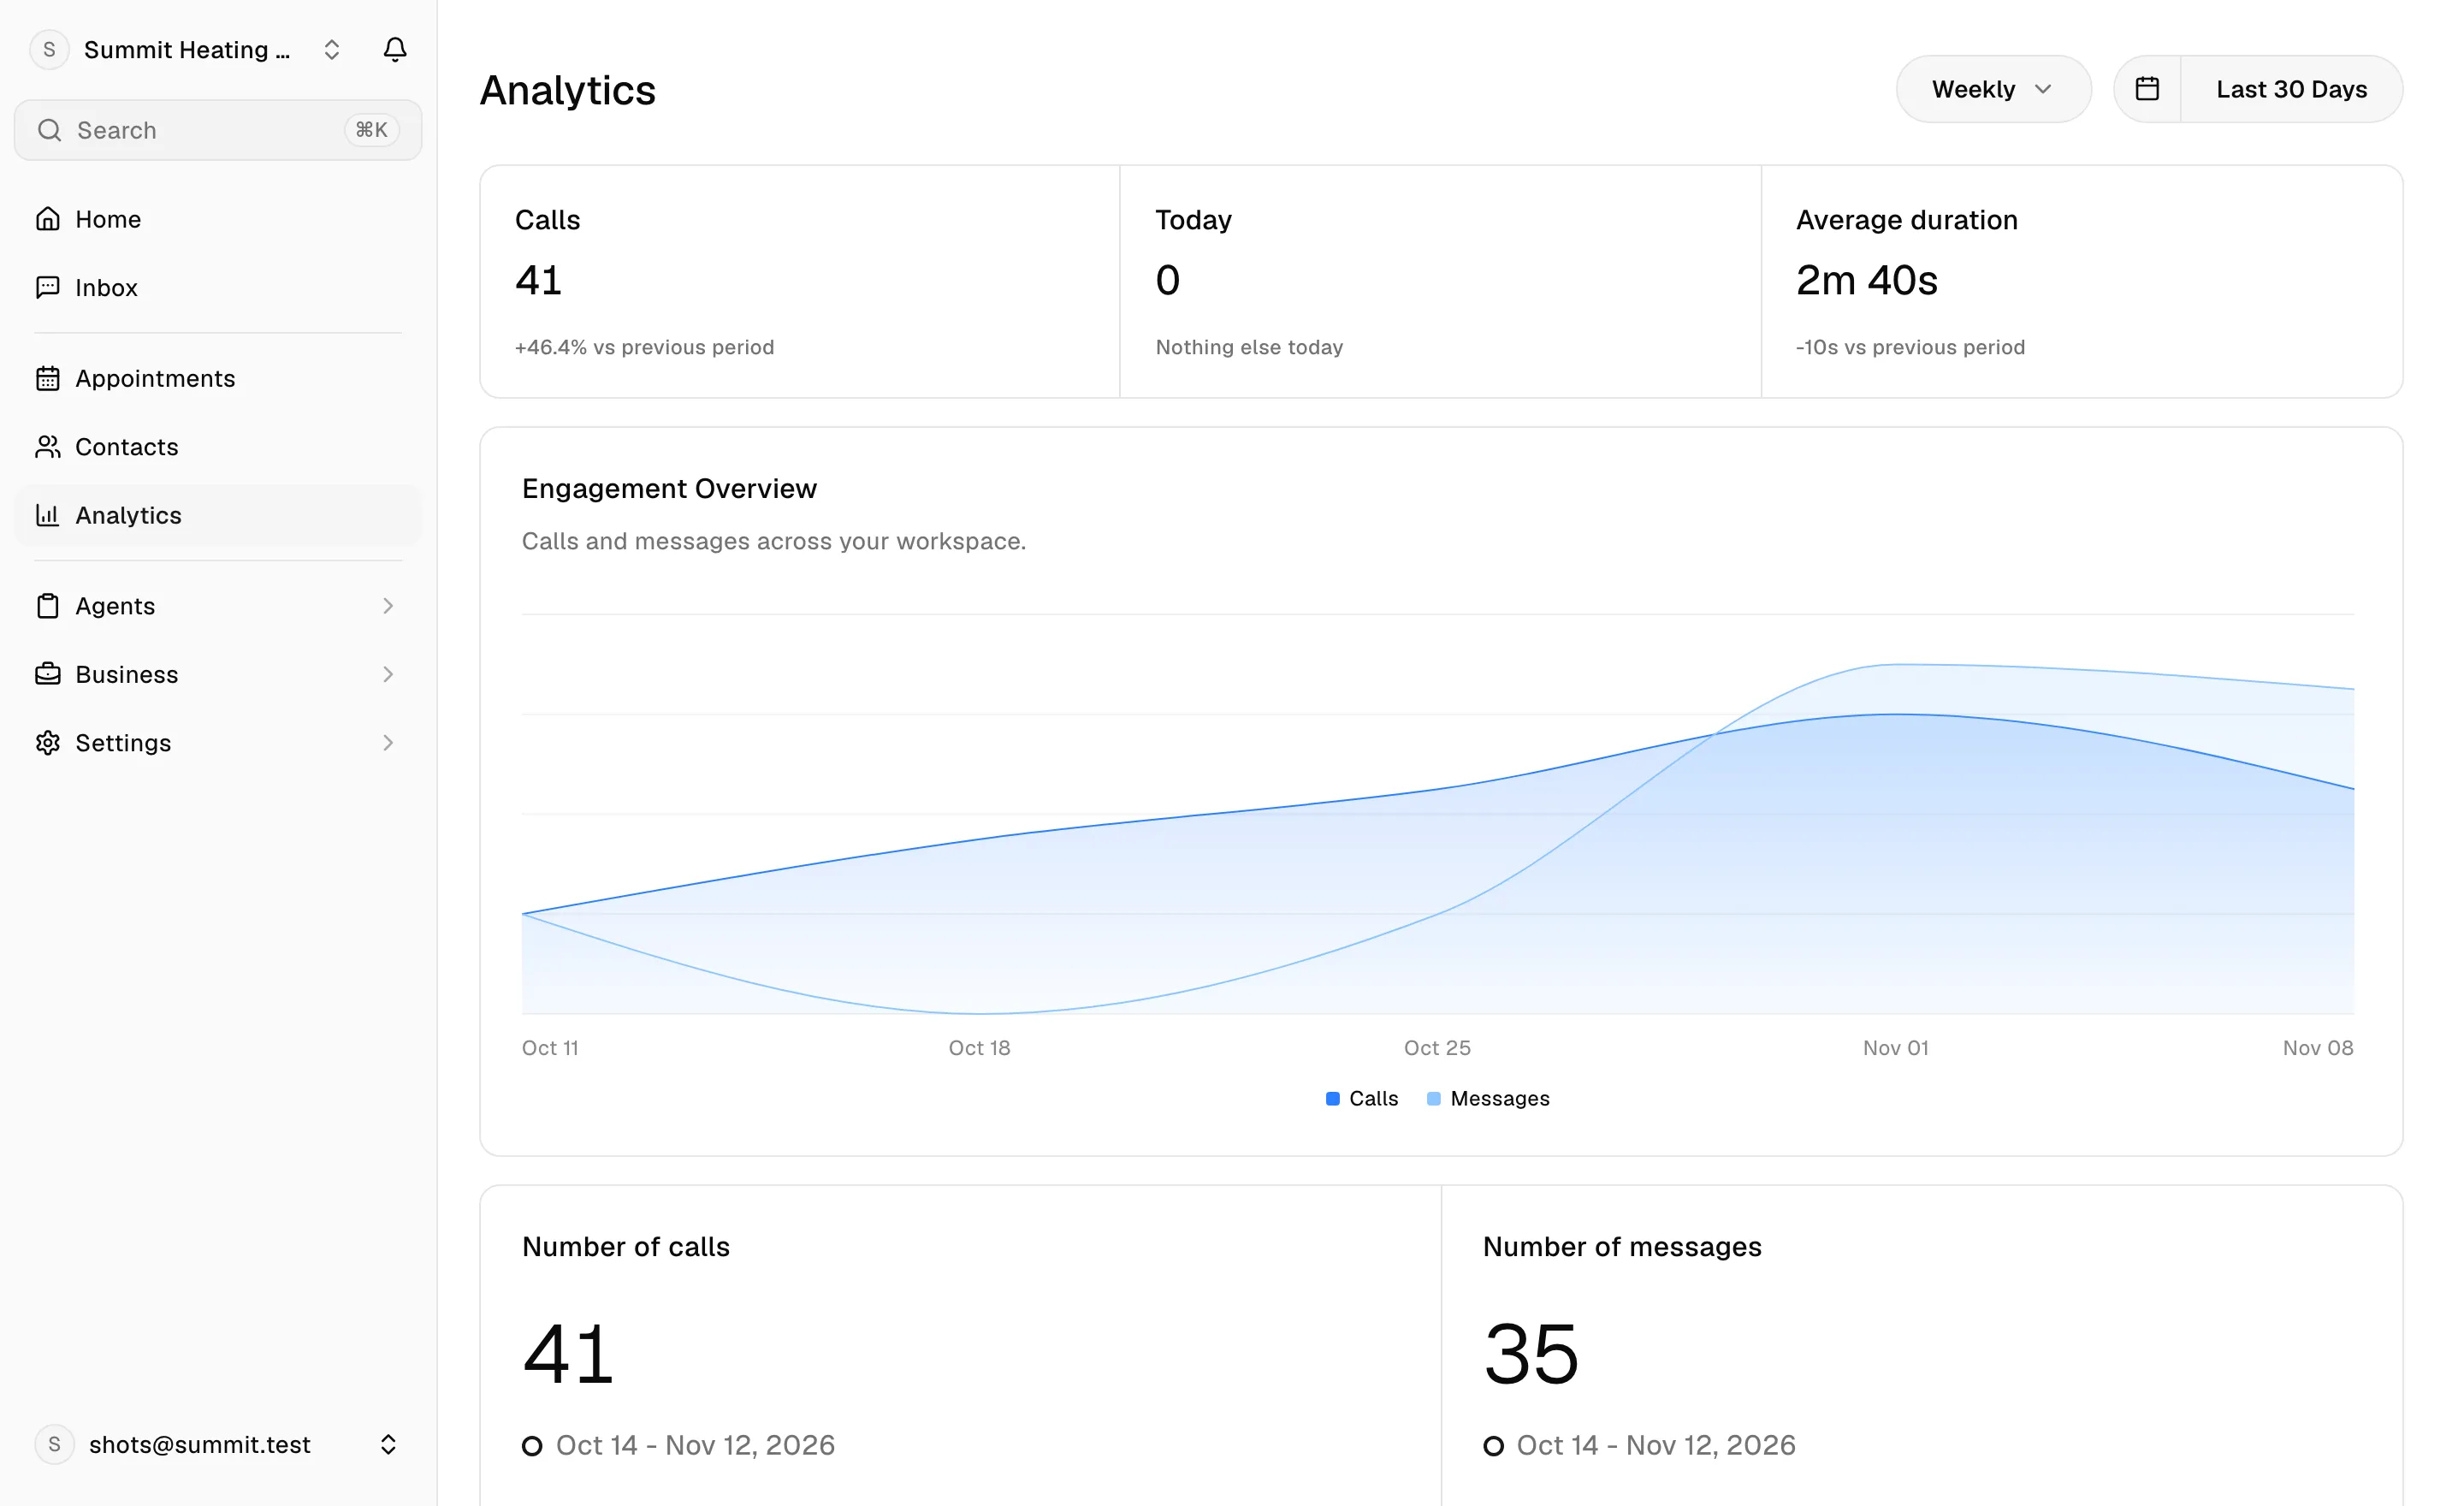 S Summit Heating ...
Search ⌘K
Home
Inbox
Appointments
Contacts
Analytics
Agents
Business
Settings
S shots@summit.test
Analytics
Weekly
Last 30 Days
Calls
41
+46.4% vs previous period
Today
0
Nothing else today
Average duration
2m 40s
-10s vs previous period
Engagement Overview
Calls and messages across your workspace.
Oct 11 Oct 18 Oct 25 Nov 01 Nov 08
Calls Messages
Number of calls
41
Oct 14 - Nov 12, 2026
Number of messages
35
Oct 14 - Nov 12, 2026